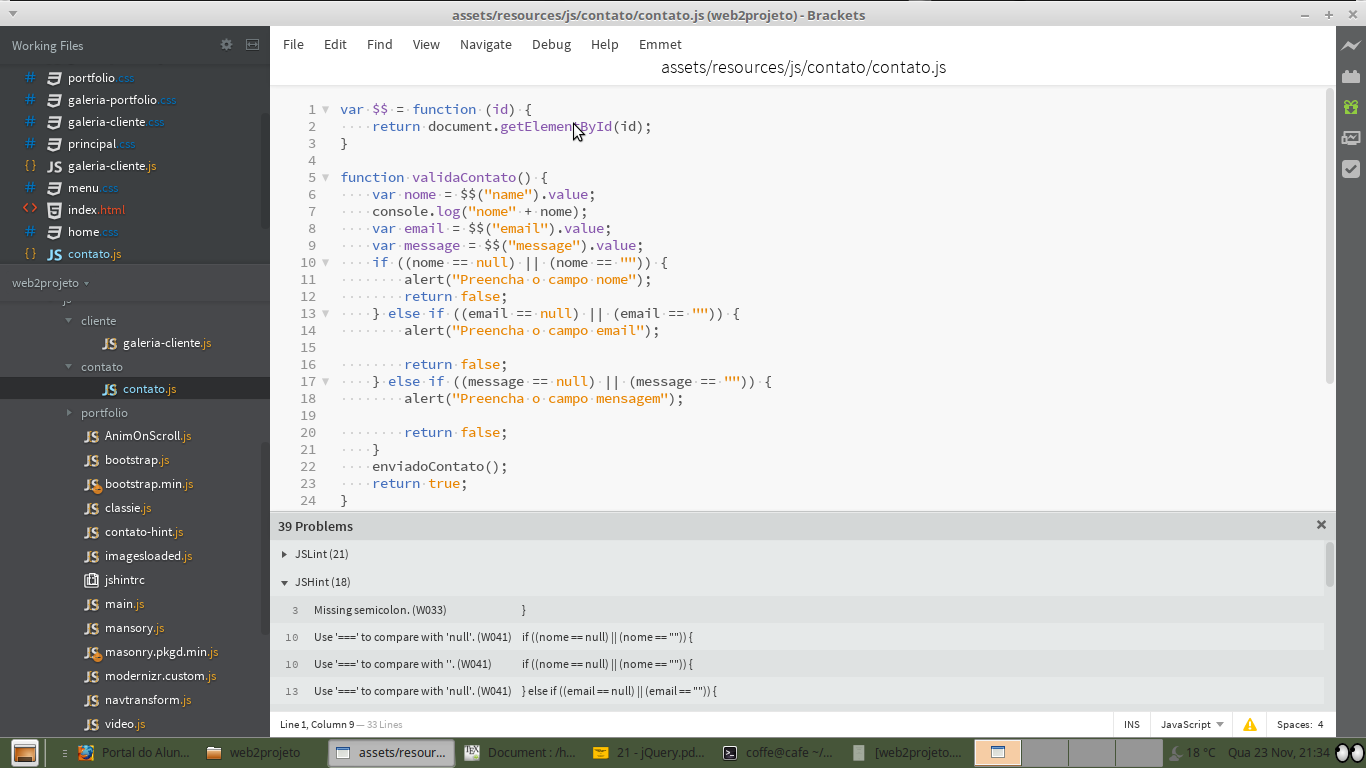 assets/resources/js/contato/contato.js (web2projeto) - Brackets
Working Files
portfolio.css
galeria-portfolio.css
galeria-cliente.css
principal.css
galeria-cliente.js
menu.css
index.html
home.css
contato.js
web2projeto
cliente
galeria-cliente.js
contato
contato.js
portfolio
AnimOnScroll.js
bootstrap.js
bootstrap.min.js
classie.js
contato-hint.js
imagesloaded.js
jshintrc
main.js
mansory.js
masonry.pkgd.min.js
modernizr.custom.js
navtransform.js
video.js
File Edit Find View Navigate Debug Help Emmet
assets/resources/js/contato/contato.js
1 var $$ = function (id) {
2 return document.getElementById(id);
3 }
4
5 function validaContato() {
6 var nome = $$("name").value;
7 console.log("nome" + nome);
8 var email = $$("email").value;
9 var message = $$("message").value;
10 if ((nome == null) || (nome == "")) {
11 alert("Preencha o campo nome");
12 return false;
13 } else if ((email == null) || (email == "")) {
14 alert("Preencha o campo email");
15
16 return false;
17 } else if ((message == null) || (message == "")) {
18 alert("Preencha o campo mensagem");
19
20 return false;
21 }
22 enviadoContato();
23 return true;
24 }
39 Problems
JSLint (21)
JSHint (18)
3 Missing semicolon. (W033) }
10 Use '===' to compare with 'null'. (W041) if ((nome == null) || (nome == "")) {
10 Use '===' to compare with ''. (W041) if ((nome == null) || (nome == "")) {
13 Use '===' to compare with 'null'. (W041) } else if ((email == null) || (email == "")) {
Line 1, Column 9 — 33 Lines
INS JavaScript Spaces: 4
Portal do Alun... web2projeto assets/resour... Document : /h... 21 - jQuery.pd... coffe@cafe ~/... [web2projeto... 18 °C Qua 23 Nov, 21:34